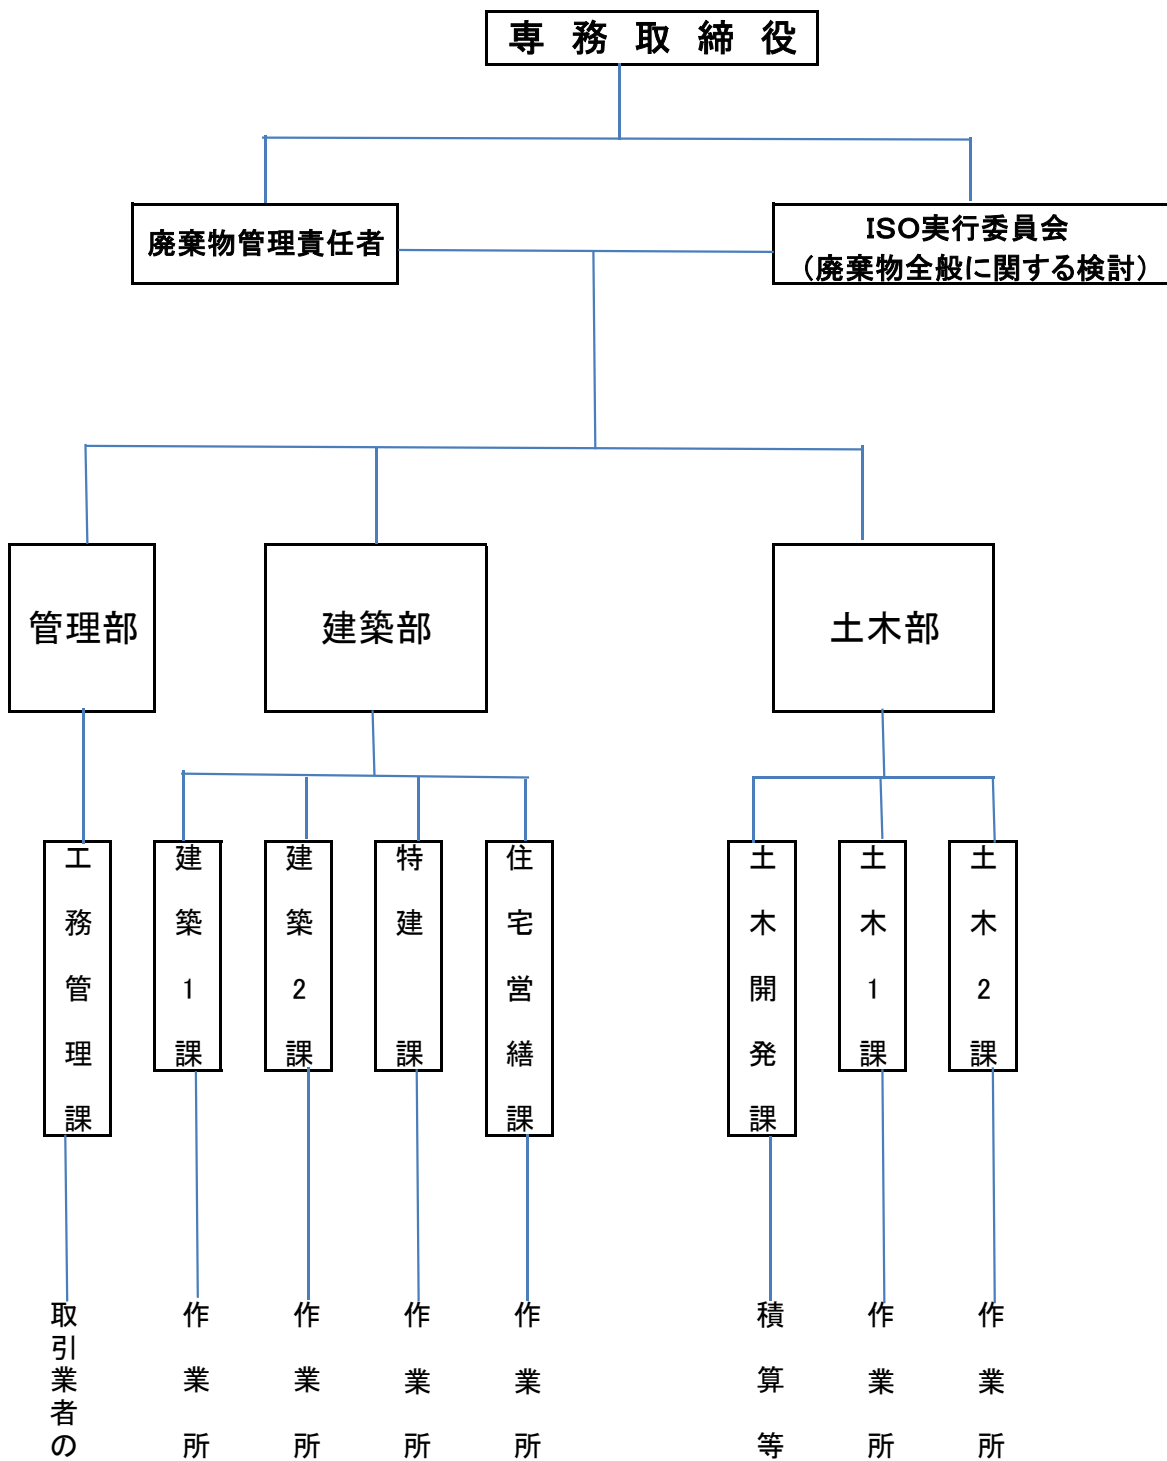 専務取締役
廃棄物管理責任者
ISO実行委員会
（廃棄物全般に関する検討）
管理部
建築部
土木部
工務管理課
建築1課
建築2課
特建課
住宅営繕課
土木開発課
土木1課
土木2課
取引業者の
作業所
作業所
作業所
作業所
積算等
作業所
作業所